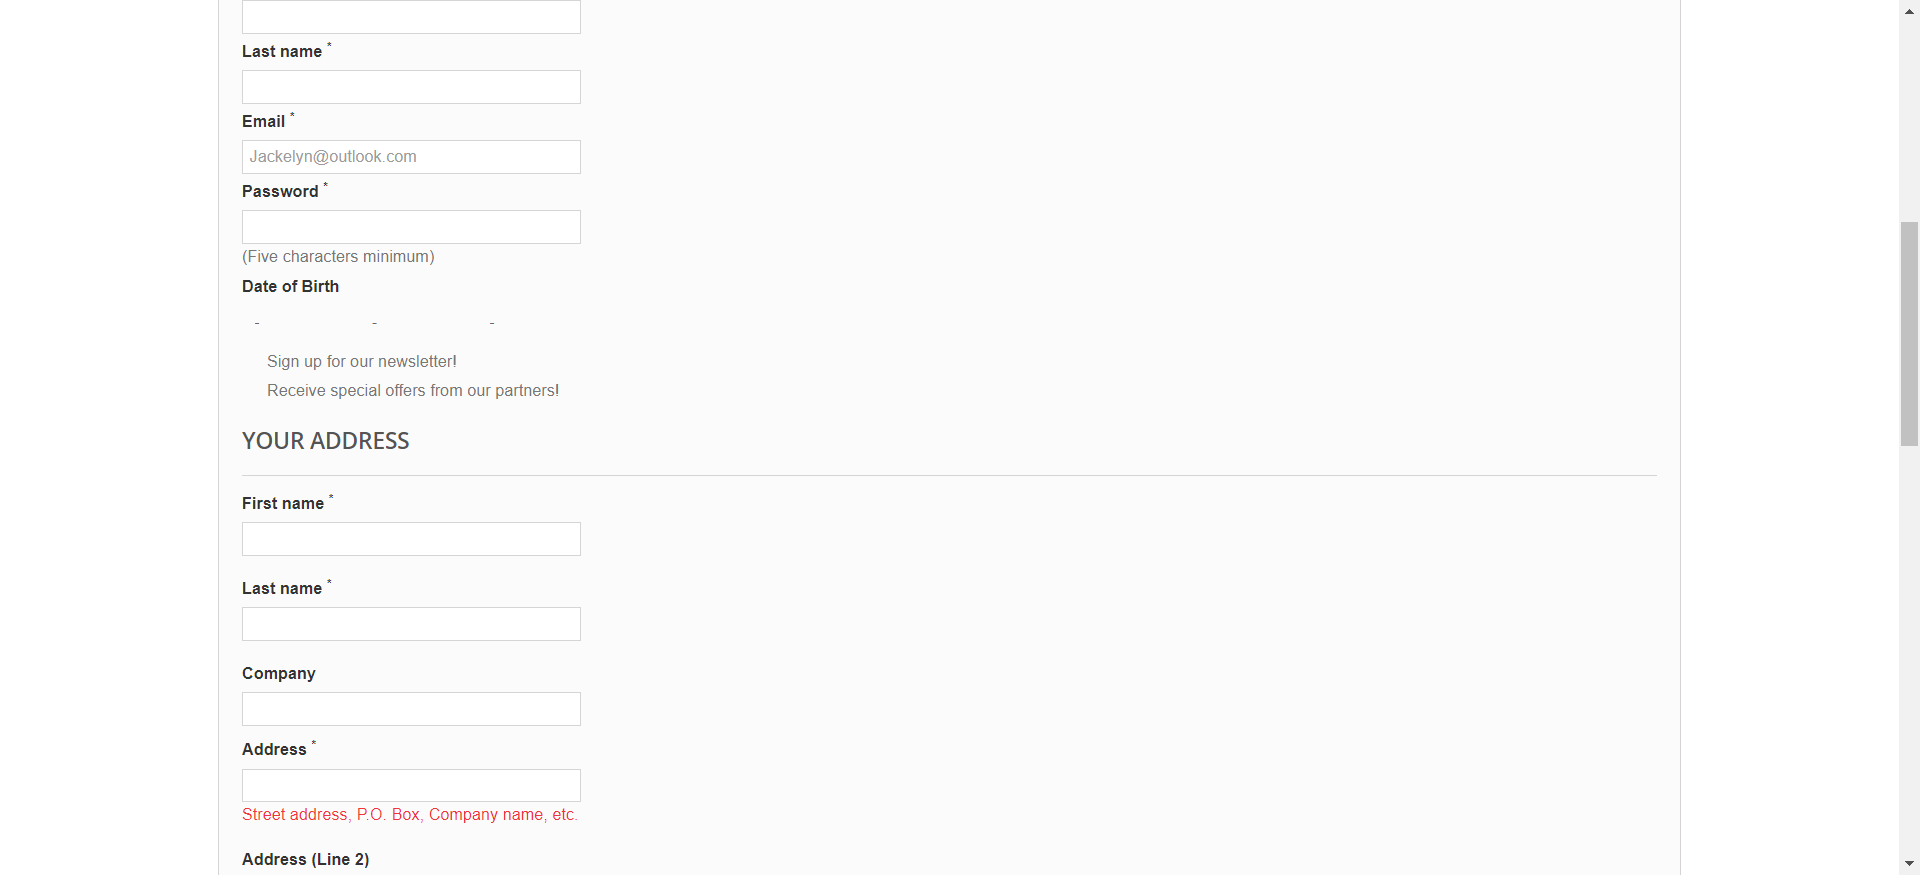 Last name *
Email *
Jackelyn@outlook.com
Password *
(Five characters minimum)
Date of Birth
- - -
Sign up for our newsletter!
Receive special offers from our partners!
YOUR ADDRESS
First name *
Last name *
Company
Address *
Street address, P.O. Box, Company name, etc.
Address (Line 2)